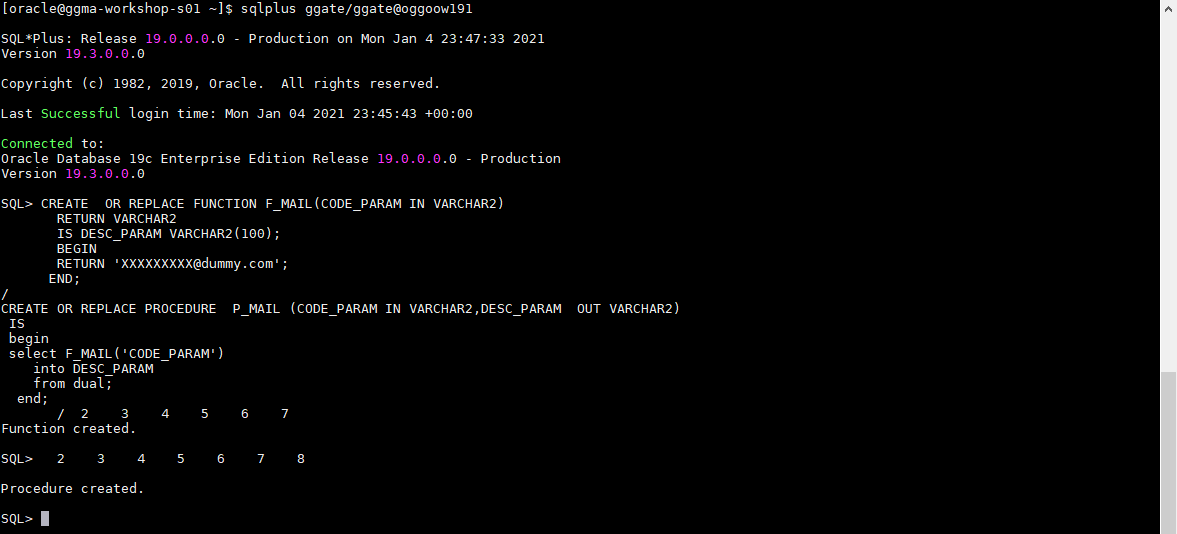 [oracle@ggma-workshop-s01 ~]$ sqlplus ggate/ggate@oggoow191
SQL*Plus: Release 19.0.0.0.0 - Production on Mon Jan 4 23:47:33 2021
Version 19.3.0.0.0
Copyright (c) 1982, 2019, Oracle.  All rights reserved.
Last Successful login time: Mon Jan 04 2021 23:45:43 +00:00
Connected to:
Oracle Database 19c Enterprise Edition Release 19.0.0.0.0 - Production
Version 19.3.0.0.0
SQL> CREATE  OR REPLACE FUNCTION F_MAIL(CODE_PARAM IN VARCHAR2)
       RETURN VARCHAR2
       IS DESC_PARAM VARCHAR2(100);
       BEGIN
       RETURN 'XXXXXXXXX@dummy.com';
      END;
/
CREATE OR REPLACE PROCEDURE  P_MAIL (CODE_PARAM IN VARCHAR2,DESC_PARAM  OUT VARCHAR2)
 IS
 begin
 select F_MAIL('CODE_PARAM')
    into DESC_PARAM
    from dual;
  end;
       /  2    3    4    5    6    7
Function created.
SQL>   2    3    4    5    6    7    8
Procedure created.
SQL>